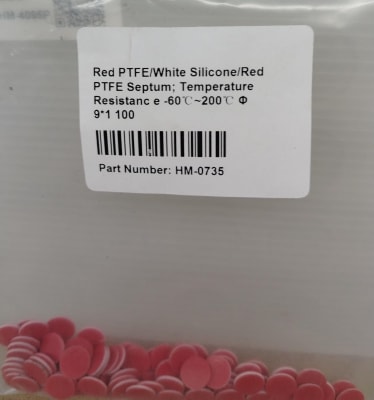 Red PTFE/White Silicone/Red
PTFE Septum; Temperature
Resistanc e -60℃~200℃ Φ
9*1 100
Part Number: HM-0735